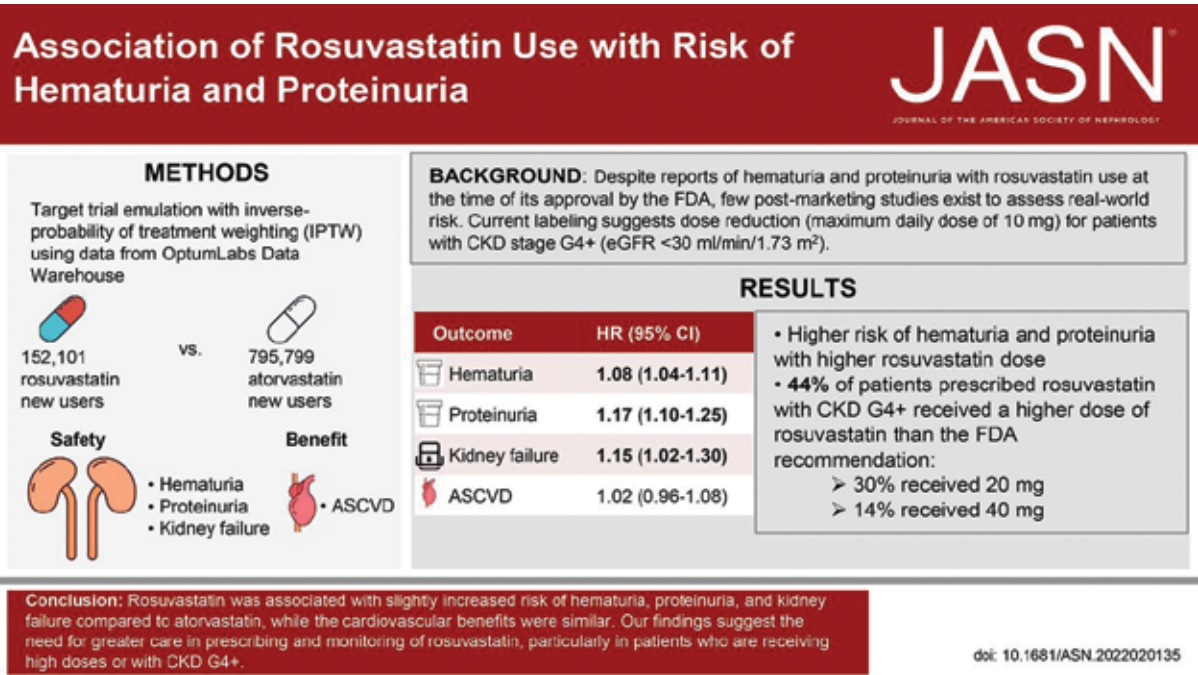 Association of Rosuvastatin Use with Risk of
Hematuria and Proteinuria
JASN®
JOURNAL OF THE AMERICAN SOCIETY OF NEPHROLOGY
METHODS
Target trial emulation with inverse-
probability of treatment weighting (IPTW)
using data from OptumLabs Data
Warehouse
152,101
rosuvastatin
new users
vs.
795,799
atorvastatin
new users
Safety
• Hematuria
• Proteinuria
• Kidney failure
Benefit
• ASCVD
BACKGROUND: Despite reports of hematuria and proteinuria with rosuvastatin use at
the time of its approval by the FDA, few post-marketing studies exist to assess real-world
risk. Current labeling suggests dose reduction (maximum daily dose of 10 mg) for patients
with CKD stage G4+ (eGFR <30 ml/min/1.73 m²).
RESULTS
Outcome HR (95% CI)
Hematuria 1.08 (1.04-1.11)
Proteinuria 1.17 (1.10-1.25)
Kidney failure 1.15 (1.02-1.30)
ASCVD 1.02 (0.96-1.08)
• Higher risk of hematuria and proteinuria
with higher rosuvastatin dose
• 44% of patients prescribed rosuvastatin
with CKD G4+ received a higher dose of
rosuvastatin than the FDA
recommendation:
➢ 30% received 20 mg
➢ 14% received 40 mg
Conclusion: Rosuvastatin was associated with slightly increased risk of hematuria, proteinuria, and kidney
failure compared to atorvastatin, while the cardiovascular benefits were similar. Our findings suggest the
need for greater care in prescribing and monitoring of rosuvastatin, particularly in patients who are receiving
high doses or with CKD G4+.
doi: 10.1681/ASN.2022020135